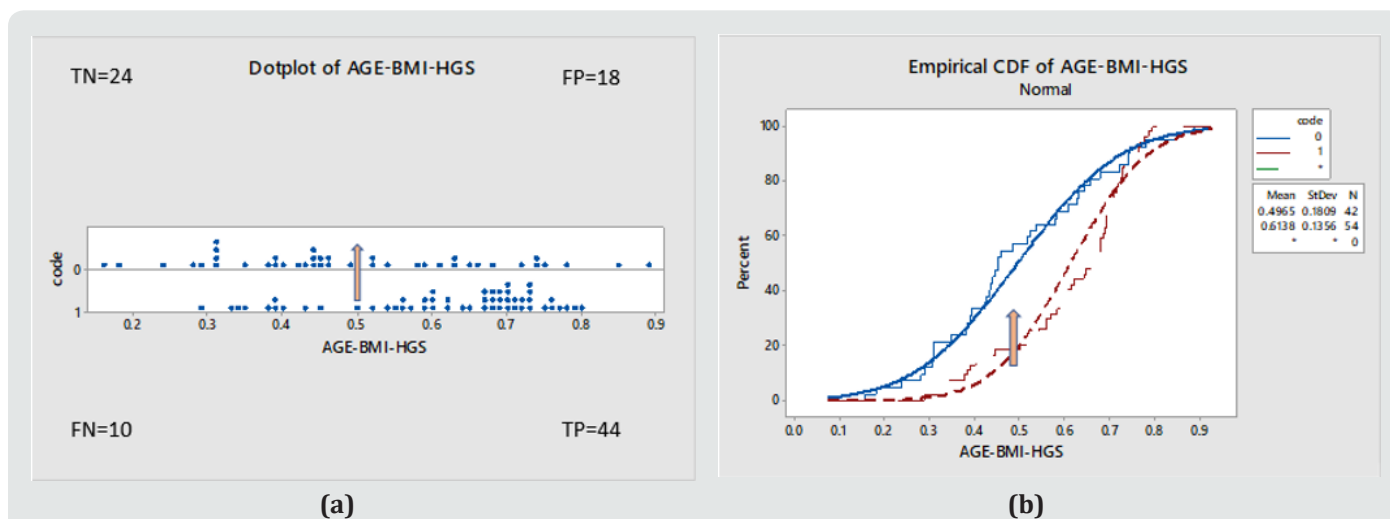 TN=24
Dotplot of AGE-BMI-HGS
FP=18
code
0
1
0.2 0.3 0.4 0.5 0.6 0.7 0.8 0.9
AGE-BMI-HGS
FN=10
TP=44
(a)
Empirical CDF of AGE-BMI-HGS
Normal
Percent
100
80
60
40
20
0
0.0 0.1 0.2 0.3 0.4 0.5 0.6 0.7 0.8 0.9
AGE-BMI-HGS
code
0
1
*
Mean StDev N
0.4965 0.1809 42
0.6138 0.1356 54
* * 0
(b)